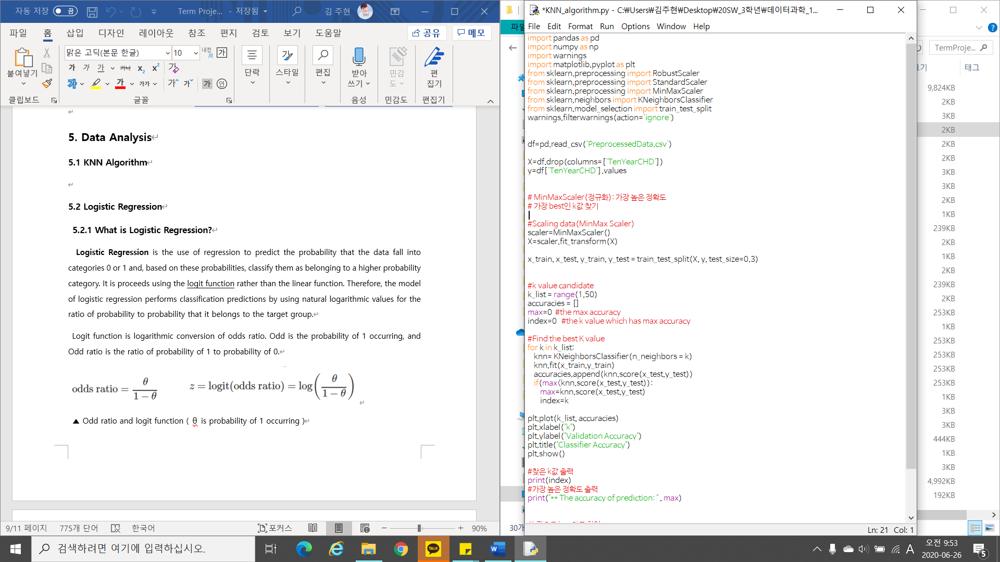 자동 저장 끔 Term Proje... - 저장됨 김 주현
파일 홈 삽입 디자인 레이아웃 참조 편지 검토 보기 도움말 공유 메모
붙여넣기
클립보드
맑은 고딕(본문 한글) 10 내천 川 가
가 가 가 가나 x₂ x² 가
가 가 가가 가 가 가 인
글꼴
단락
스타일
편집
받아
쓰기
음성
민감
도
민감도
편
집기
편집기
5. Data Analysis
5.1 KNN Algorithm
5.2 Logistic Regression
5.2.1 What is Logistic Regression?
Logistic Regression is the use of regression to predict the probability that the data fall into
categories 0 or 1 and, based on these probabilities, classify them as belonging to a higher probability
category. It is proceeds using the logit function rather than the linear function. Therefore, the model
of logistic regression performs classification predictions by using natural logarithmic values for the
ratio of probability to probability that it belongs to the target group.
Logit function is logarithmic conversion of odds ratio. Odd is the probability of 1 occurring, and
Odd ratio is the ratio of probability of 1 to probability of 0.
odds ratio = θ/(1 − θ) z = logit(odds ratio) = log(θ/(1 − θ))
▲ Odd ratio and logit function ( θ is probability of 1 occurring )
9/11 페이지 775개 단어 한국어 포커스 90%
*KNN_algorithm.py - C:₩Users₩김주현₩Desktop₩20SW_3학년₩데이터과학_1...
File Edit Format Run Options Window Help
import pandas as pd
import numpy as np
import warnings
import matplotlib.pyplot as plt
from sklearn.preprocessing import RobustScaler
from sklearn.preprocessing import StandardScaler
from sklearn.preprocessing import MinMaxScaler
from sklearn.neighbors import KNeighborsClassifier
from sklearn.model_selection import train_test_split
warnings.filterwarnings(action='ignore')
df=pd.read_csv('PreprocessedData.csv')
X=df.drop(columns=['TenYearCHD'])
y=df['TenYearCHD'].values
# MinMaxScaler(정규화) : 가장 높은 정확도
# 가장 best인 k값 찾기
#Scaling data(MinMax Scaler)
scaler=MinMaxScaler()
X=scaler.fit_transform(X)
x_train, x_test, y_train, y_test = train_test_split(X, y, test_size=0.3)
#k value candidate
k_list = range(1,50)
accuracies = []
max=0 #the max accuracy
index=0 #the k value which has max accuracy
#Find the best K value
for k in k_list:
knn= KNeighborsClassifier(n_neighbors = k)
knn.fit(x_train,y_train)
accuracies.append(knn.score(x_test,y_test))
if(max<knn.score(x_test,y_test)):
max=knn.score(x_test,y_test)
index=k
plt.plot(k_list, accuracies)
plt.xlabel("k")
plt.ylabel("Validation Accuracy")
plt.title("Classifier Accuracy")
plt.show()
#찾은 k값 출력
print(index)
#가장 높은 정확도 출력
print("** The accuracy of prediction: " , max)
Ln: 21 Col: 1
파일
TermProje...
크기 태그
9,824KB
2KB
3KB
2KB
2KB
2KB
3KB
3KB
2KB
1KB
239KB
2KB
1KB
2KB
239KB
2KB
253KB
1KB
253KB
253KB
253KB
253KB
1KB
3KB
3KB
444KB
1KB
3KB
4,992KB
192KB
30개
검색하려면 여기에 입력하십시오.
TALK
A
오전 9:53
2020-06-26
5